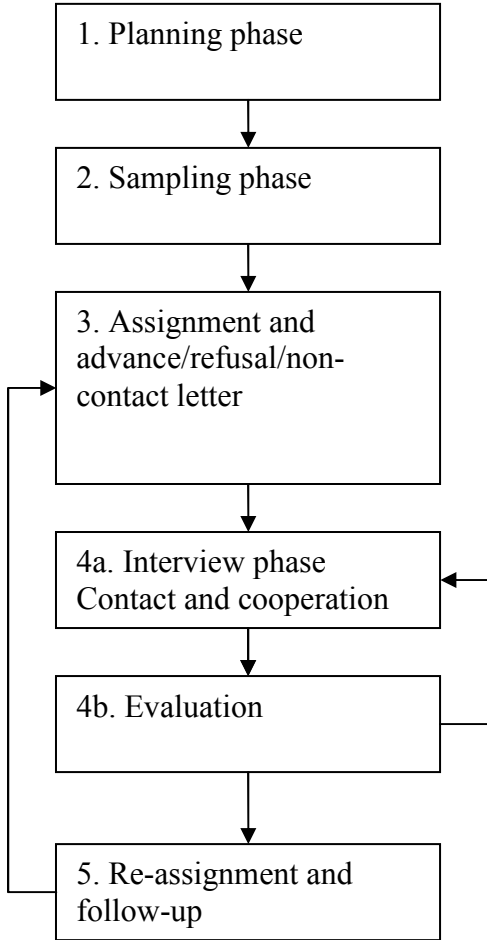 1. Planning phase
2. Sampling phase
3. Assignment and
advance/refusal/non-
contact letter
4a. Interview phase
Contact and cooperation
4b. Evaluation
5. Re-assignment and
follow-up